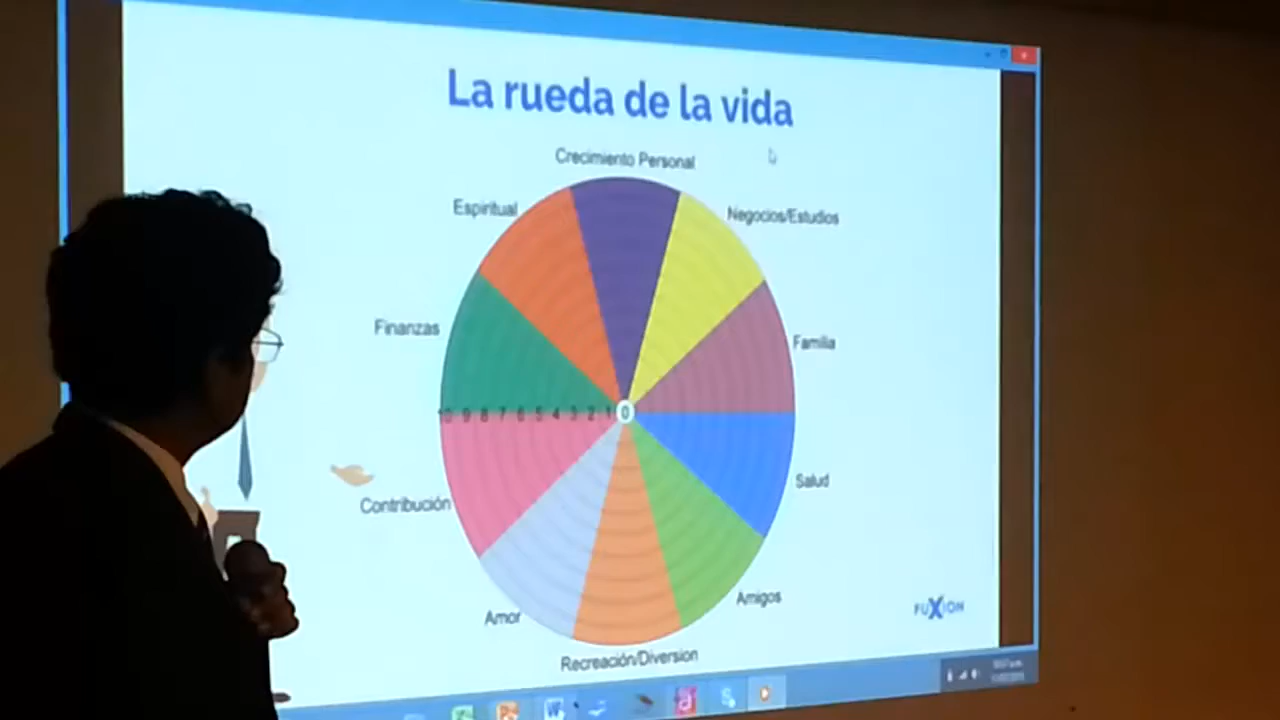 La rueda de la vida
Crecimiento Personal
Espiritual
Negocios/Estudios
Finanzas
Familia
10 9 8 7 6 5 4 3 2 1 0
Contribución
Salud
Amor
Amigos
Recreación/Diversion
FUXION